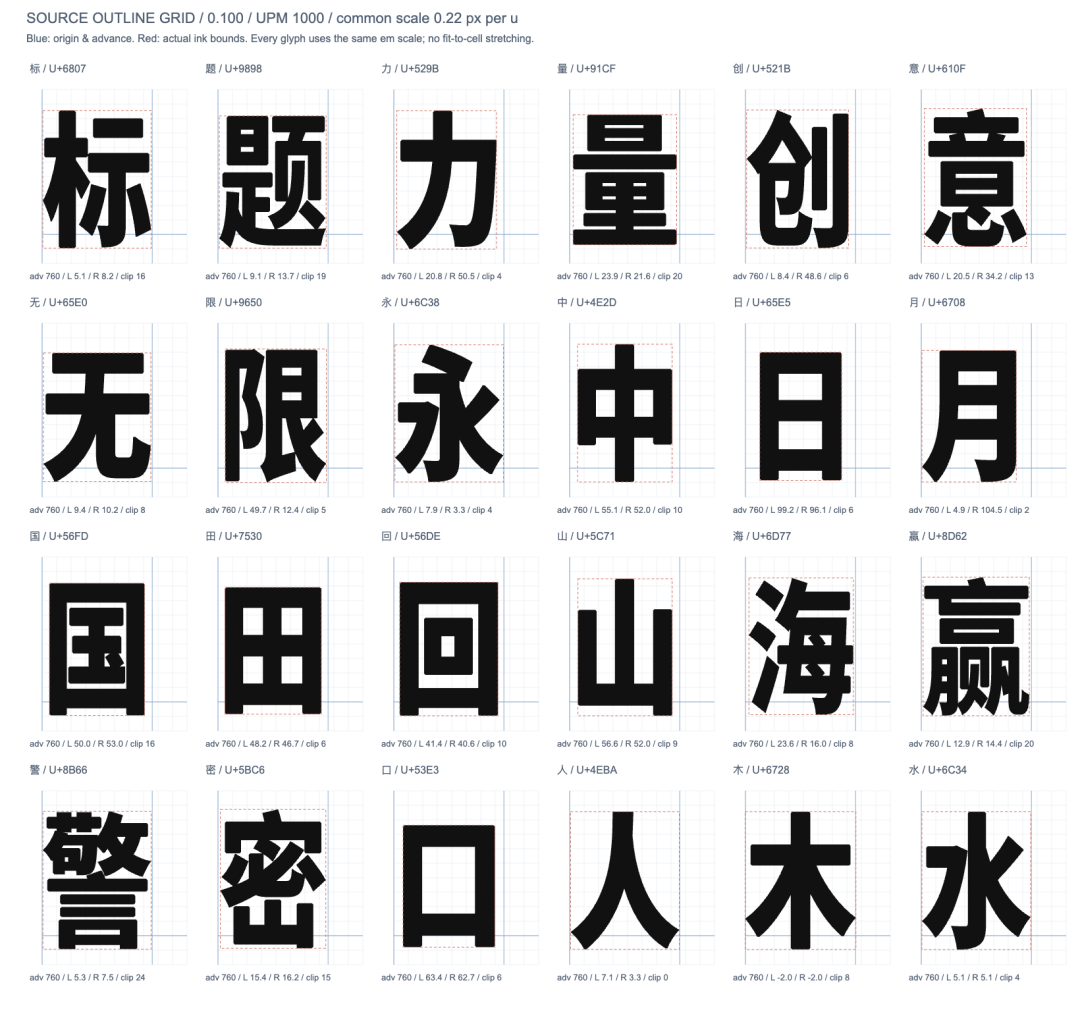 SOURCE OUTLINE GRID / 0.100 / UPM 1000 / common scale 0.22 px per u
Blue: origin & advance. Red: actual ink bounds. Every glyph uses the same em scale; no fit-to-cell stretching.
标 / U+6807 题 / U+9898 力 / U+529B 量 / U+91CF 创 / U+521B 意 / U+610F
标 题 力 量 创 意
adv 760 / L 5.1 / R 8.2 / clip 16 adv 760 / L 9.1 / R 13.7 / clip 19 adv 760 / L 20.8 / R 50.5 / clip 4 adv 760 / L 23.9 / R 21.6 / clip 20 adv 760 / L 8.4 / R 48.6 / clip 6 adv 760 / L 20.5 / R 34.2 / clip 13
无 / U+65E0 限 / U+9650 永 / U+6C38 中 / U+4E2D 日 / U+65E5 月 / U+6708
无 限 永 中 日 月
adv 760 / L 9.4 / R 10.2 / clip 8 adv 760 / L 49.7 / R 12.4 / clip 5 adv 760 / L 7.9 / R 3.3 / clip 4 adv 760 / L 55.1 / R 52.0 / clip 10 adv 760 / L 99.2 / R 96.1 / clip 6 adv 760 / L 4.9 / R 104.5 / clip 2
国 / U+56FD 田 / U+7530 回 / U+56DE 山 / U+5C71 海 / U+6D77 赢 / U+8D62
国 田 回 山 海 赢
adv 760 / L 50.0 / R 53.0 / clip 16 adv 760 / L 48.2 / R 46.7 / clip 6 adv 760 / L 41.4 / R 40.6 / clip 10 adv 760 / L 56.6 / R 52.0 / clip 9 adv 760 / L 23.6 / R 16.0 / clip 8 adv 760 / L 12.9 / R 14.4 / clip 20
警 / U+8B66 密 / U+5BC6 口 / U+53E3 人 / U+4EBA 木 / U+6728 水 / U+6C34
警 密 口 人 木 水
adv 760 / L 5.3 / R 7.5 / clip 24 adv 760 / L 15.4 / R 16.2 / clip 15 adv 760 / L 63.4 / R 62.7 / clip 6 adv 760 / L 7.1 / R 3.3 / clip 0 adv 760 / L -2.0 / R -2.0 / clip 8 adv 760 / L 5.1 / R 5.1 / clip 4